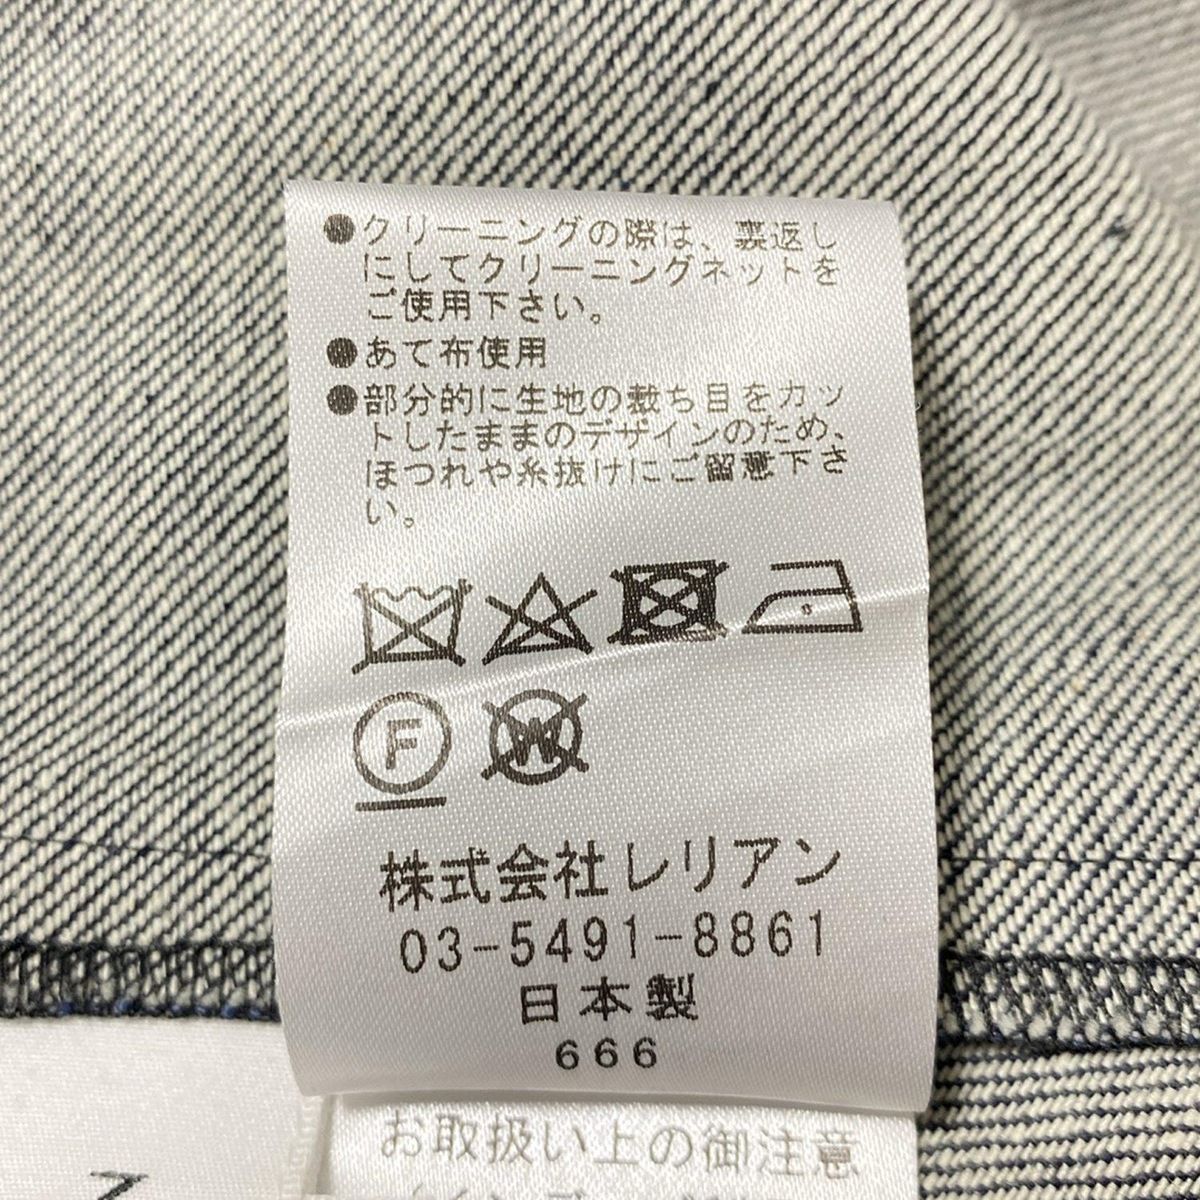 ●クリーニングの際は、裏返し
にしてクリーニングネットを
ご使用下さい。
●あて布使用
●部分的に生地の裁ち目をカッ
トしたままのデザインのため、
ほつれや糸抜けにご留意下さ
い。
F W
株式会社レリアン
03-5491-8861
日本製
666
お取扱い上の御注意